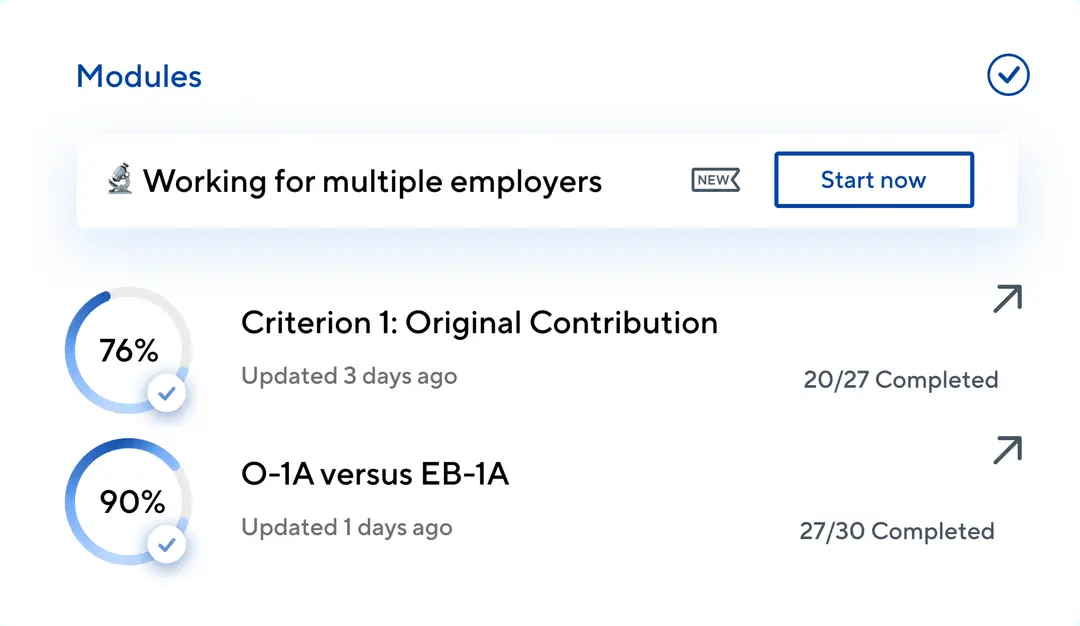 Modules
Working for multiple employers
NEW
Start now
76%
Criterion 1: Original Contribution
Updated 3 days ago
20/27 Completed
90%
O-1A versus EB-1A
Updated 1 days ago
27/30 Completed